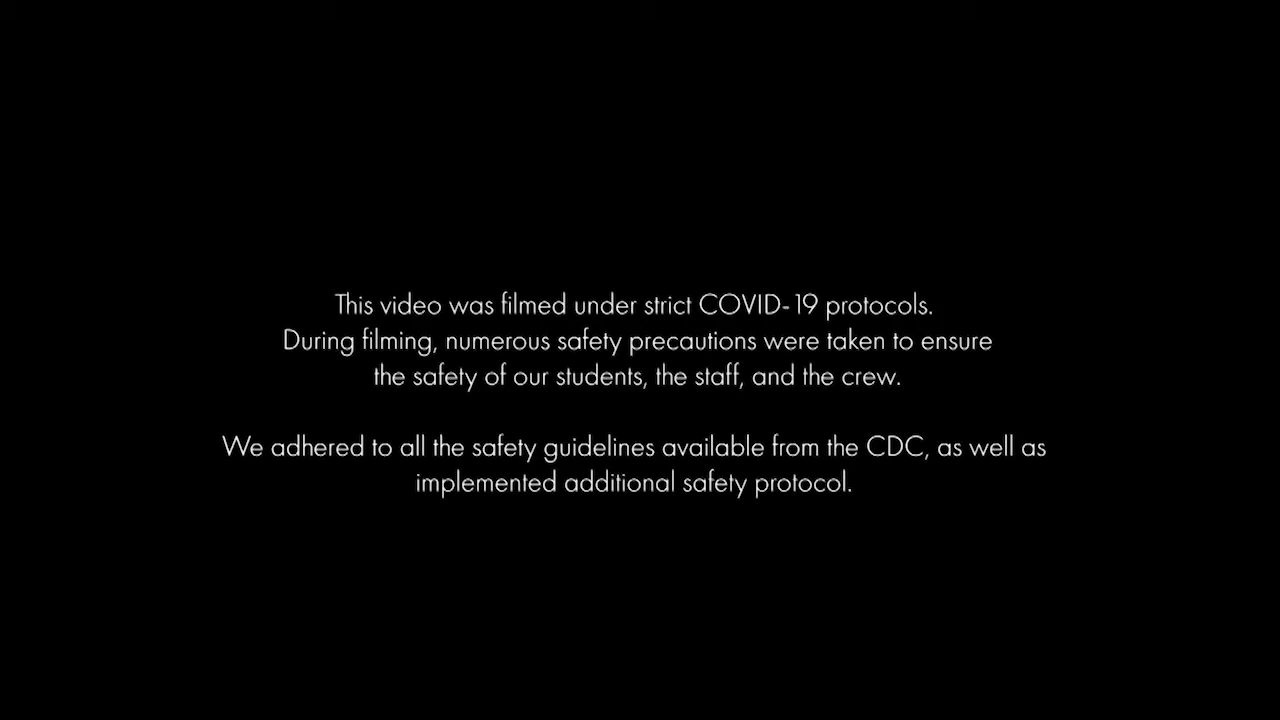 This video was filmed under strict COVID-19 protocols.
During filming, numerous safety precautions were taken to ensure
the safety of our students, the staff, and the crew.
We adhered to all the safety guidelines available from the CDC, as well as
implemented additional safety protocol.